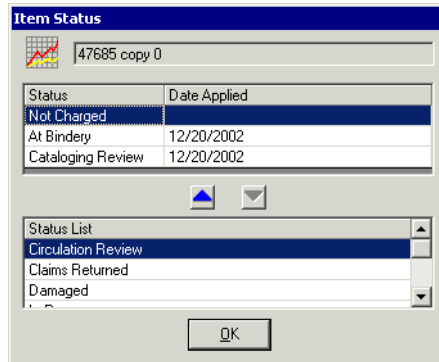 Item Status
47685 copy 0
Status Date Applied
Not Charged
At Bindery 12/20/2002
Cataloging Review 12/20/2002
Status List
Circulation Review
Claims Returned
Damaged
OK